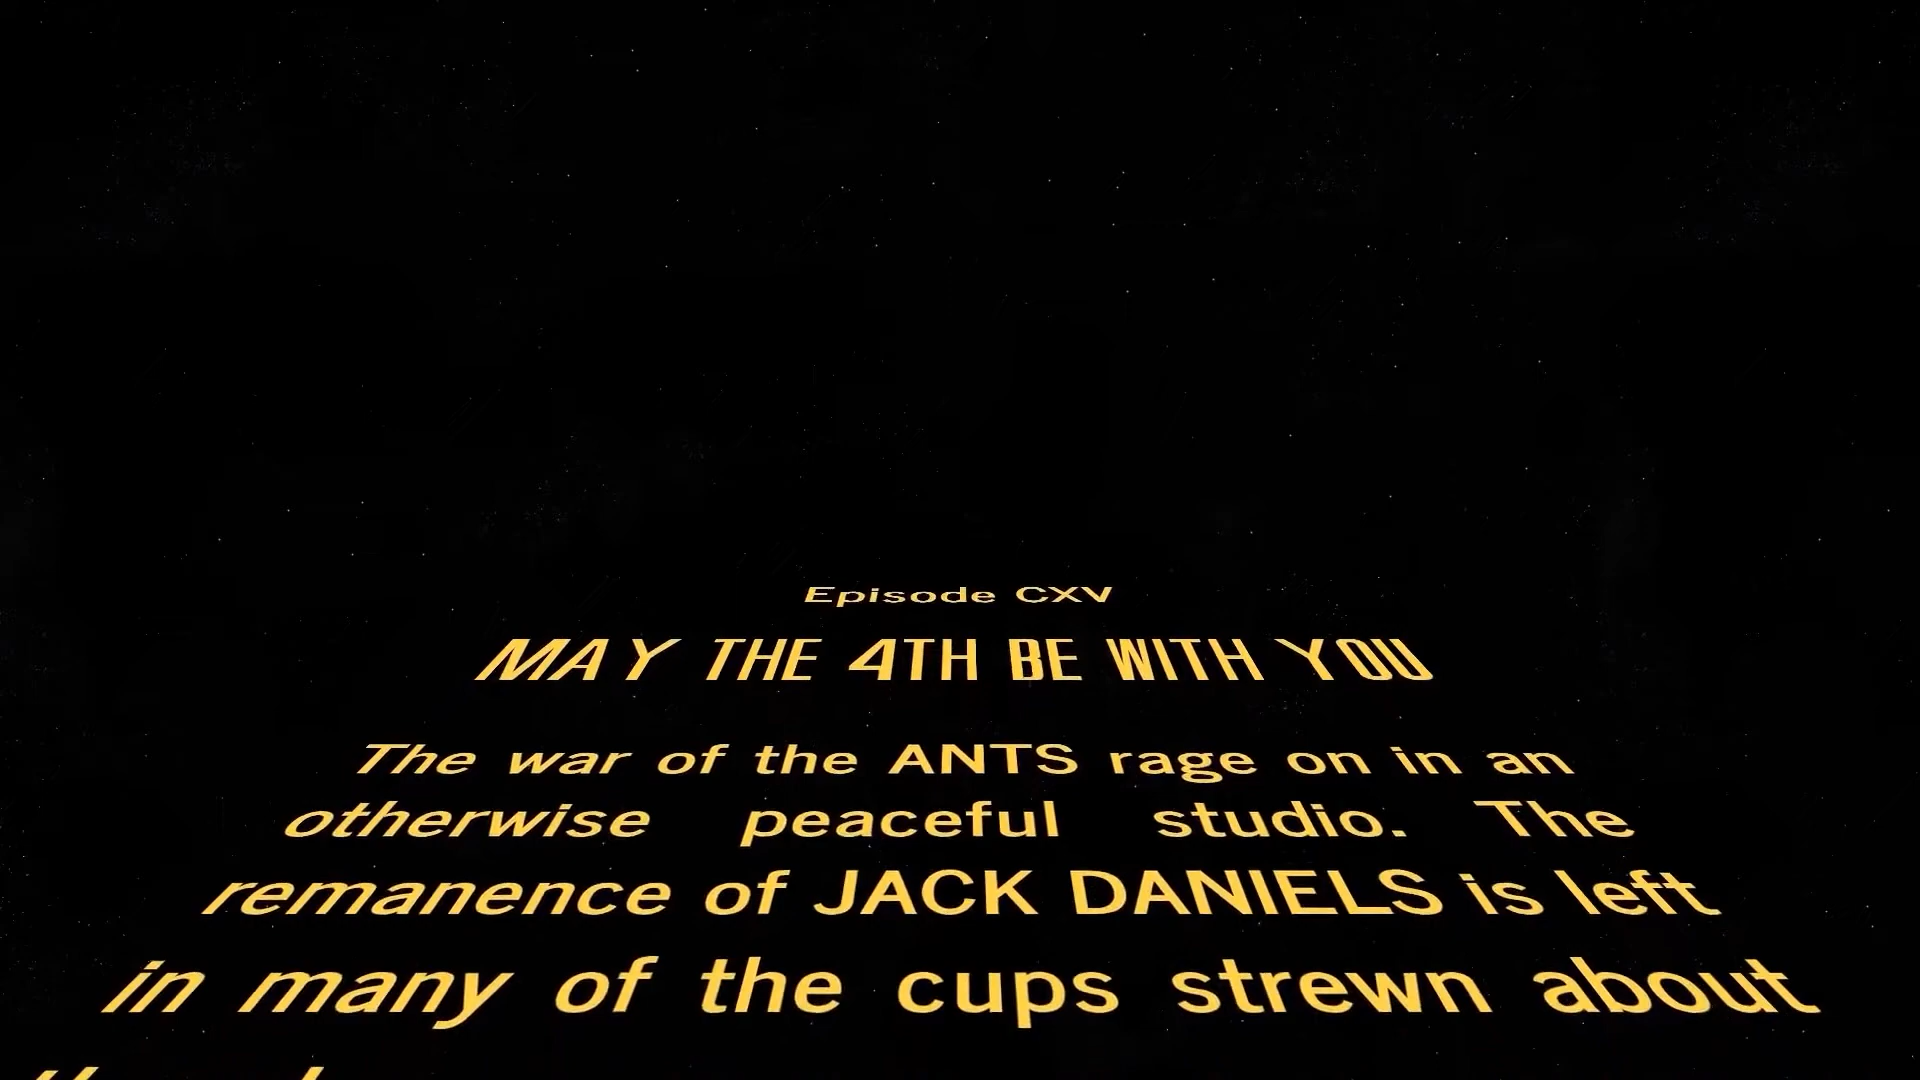 Episode CXV
MAY THE 4TH BE WITH YOU
The war of the ANTS rage on in an
otherwise peaceful studio. The
remanence of JACK DANIELS is left
in many of the cups strewn about